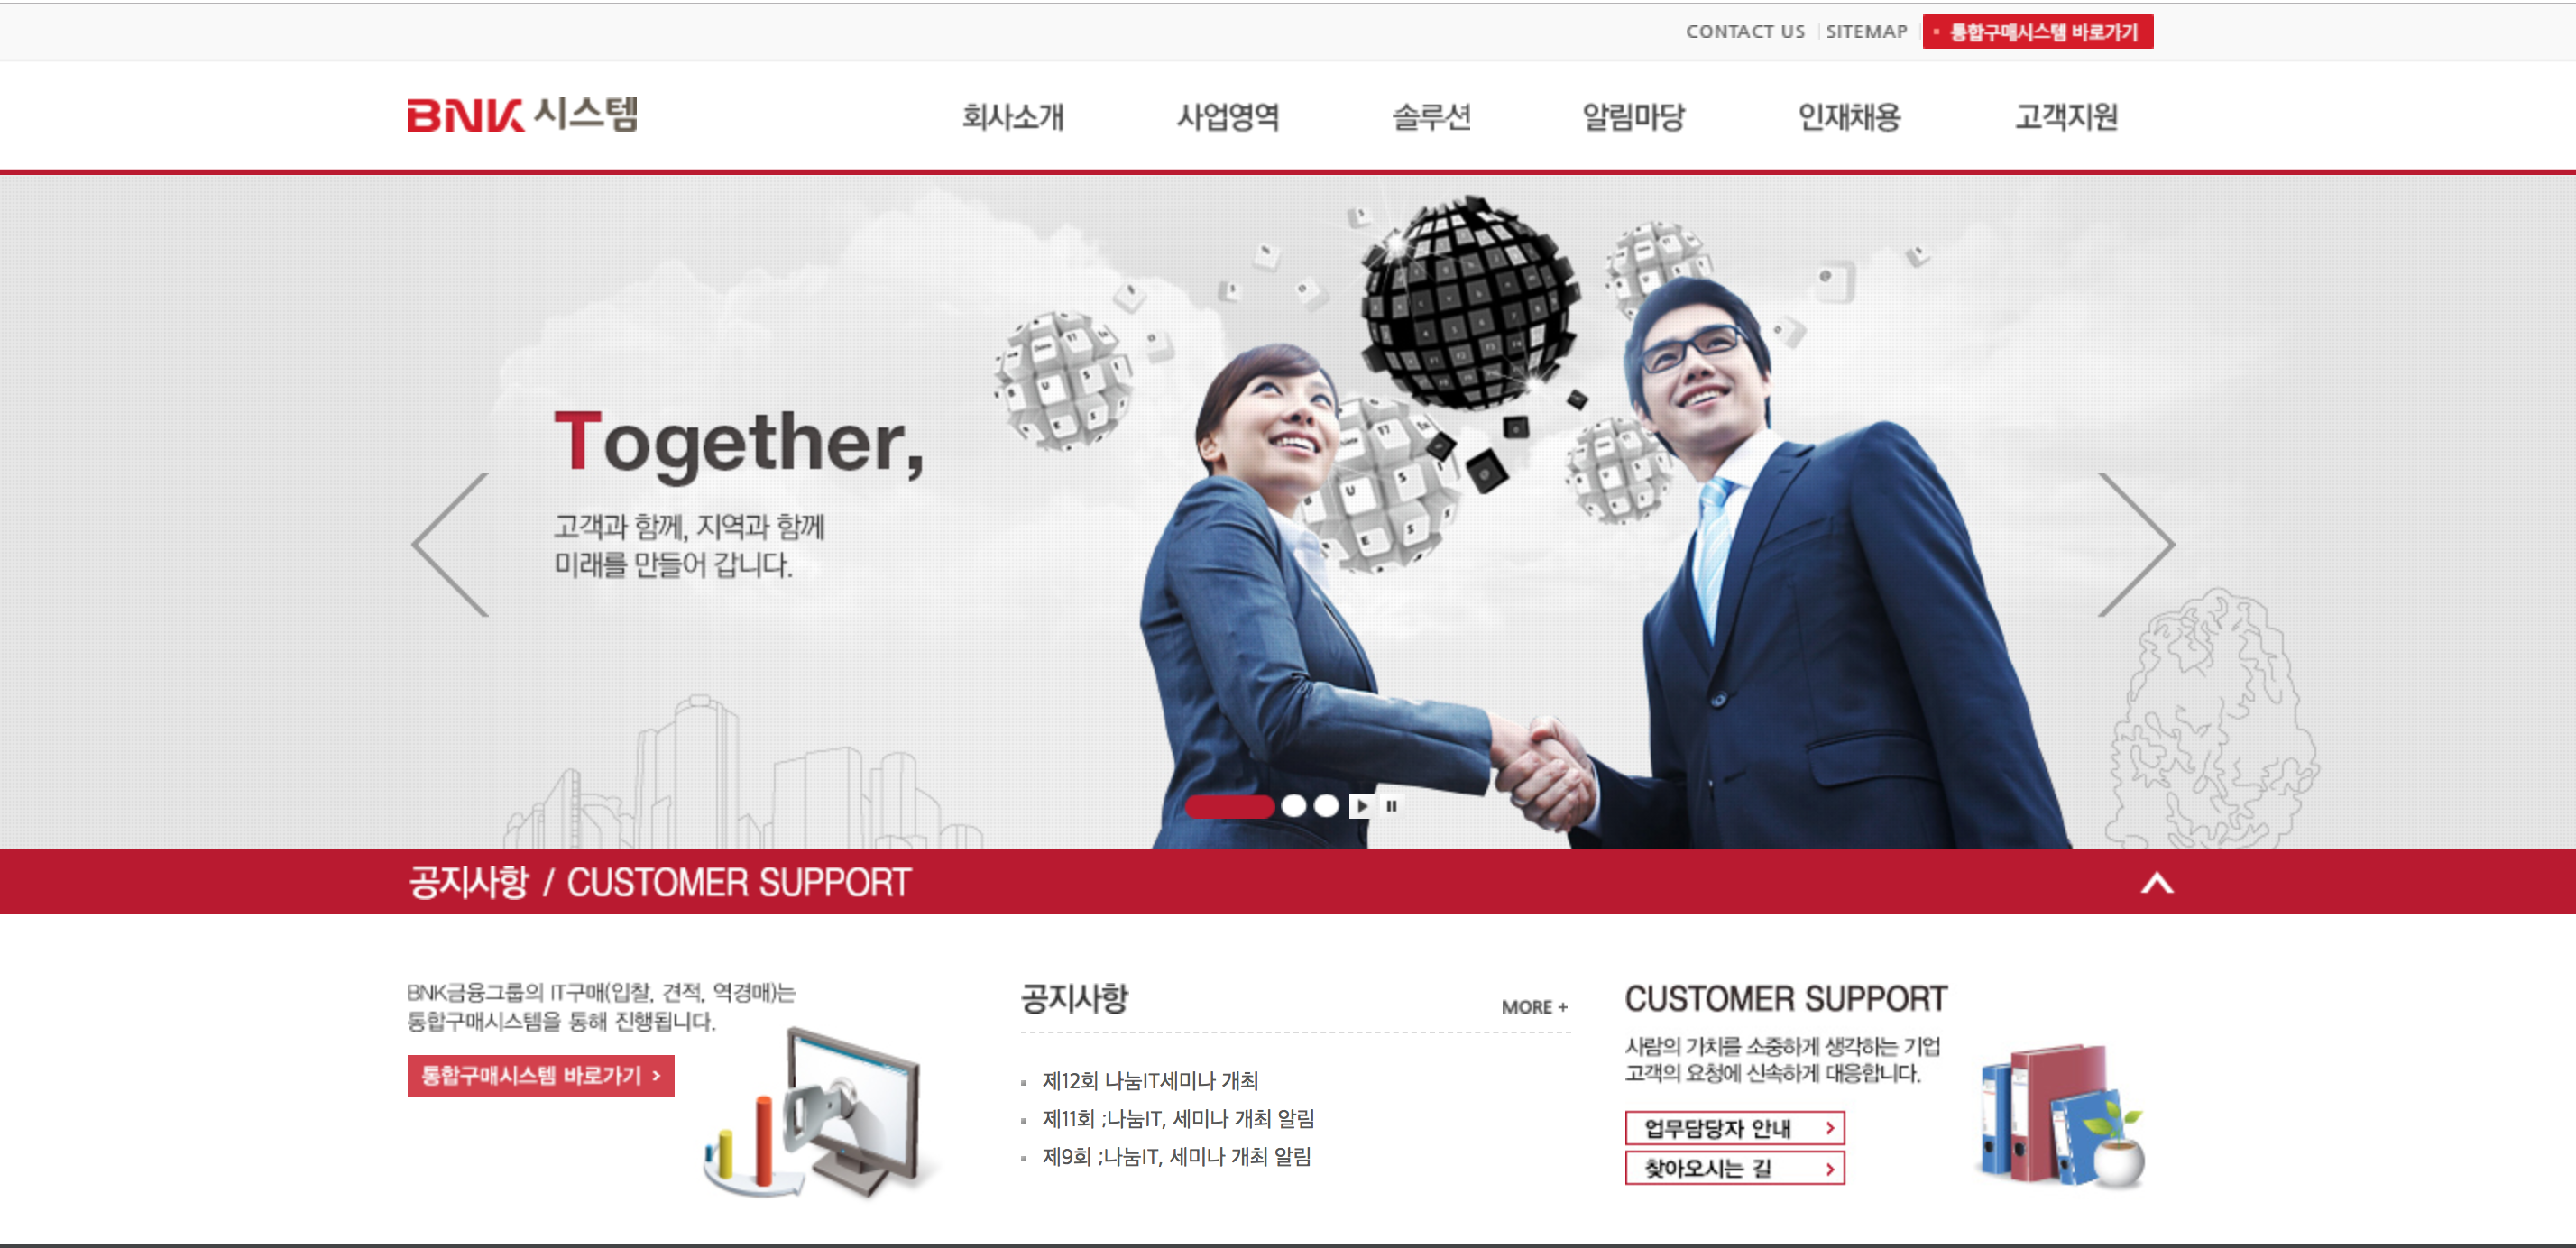 CONTACT US SITEMAP 통합구매시스템 바로가기
BNK 시스템 회사소개 사업영역 솔루션 알림마당 인재채용 고객지원
Together,
고객과 함께, 지역과 함께
미래를 만들어 갑니다.
공지사항 / CUSTOMER SUPPORT
BNK금융그룹의 IT구매(입찰, 견적, 역경매)는
통합구매시스템을 통해 진행됩니다.
통합구매시스템 바로가기 >
공지사항 MORE +
제12회 나눔IT세미나 개최
제11회 ;나눔IT, 세미나 개최 알림
제9회 ;나눔IT, 세미나 개최 알림
CUSTOMER SUPPORT
사람의 가치를 소중하게 생각하는 기업
고객의 요청에 신속하게 대응합니다.
업무담당자 안내 >
찾아오시는 길 >